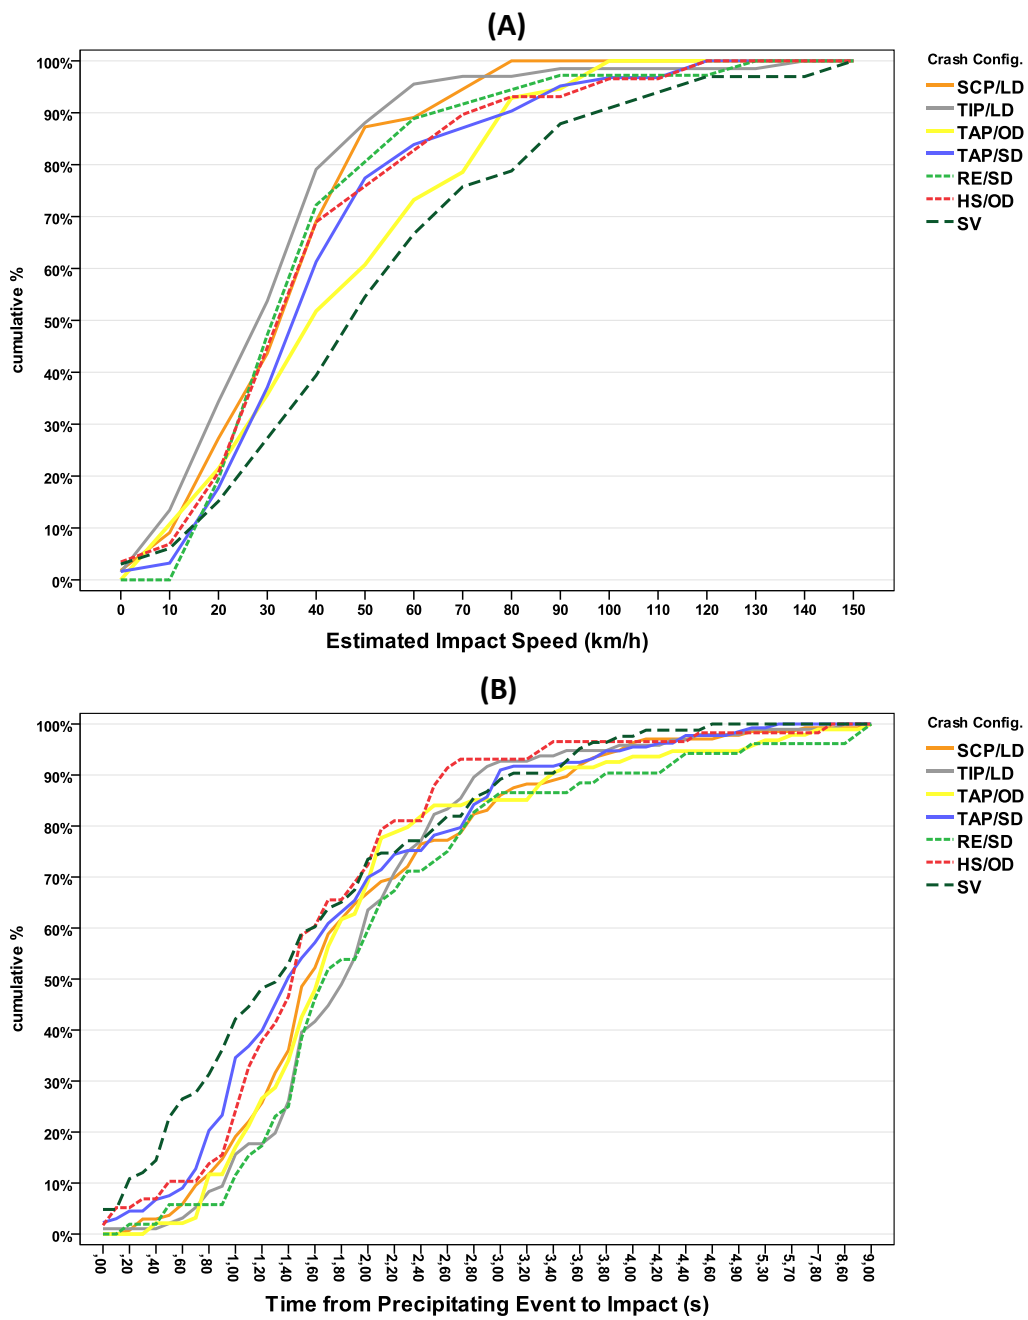 (A)
100%
90%
80%
70%
60%
50%
40%
30%
20%
10%
0%
cumulative %
0 10 20 30 40 50 60 70 80 90 100 110 120 130 140 150
Estimated Impact Speed (km/h)
Crash Config.
SCP/LD
TIP/LD
TAP/OD
TAP/SD
RE/SD
HS/OD
SV
(B)
100%
90%
80%
70%
60%
50%
40%
30%
20%
10%
0%
cumulative %
,00 ,20 ,40 ,60 ,80 1,00 1,20 1,40 1,60 1,80 2,00 2,20 2,40 2,60 2,80 3,00 3,20 3,40 3,60 3,80 4,00 4,20 4,40 4,60 4,90 5,30 5,70 7,80 8,60 9,00
Time from Precipitating Event to Impact (s)
Crash Config.
SCP/LD
TIP/LD
TAP/OD
TAP/SD
RE/SD
HS/OD
SV